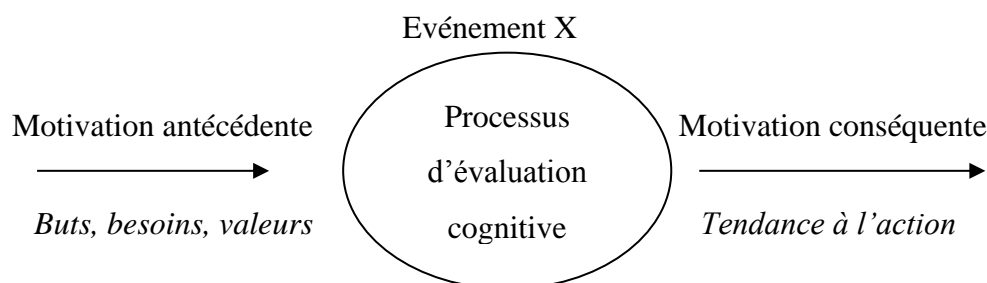 Evénement X
Motivation antécédente
Buts, besoins, valeurs
Processus
d’évaluation
cognitive
Motivation conséquente
Tendance à l’action